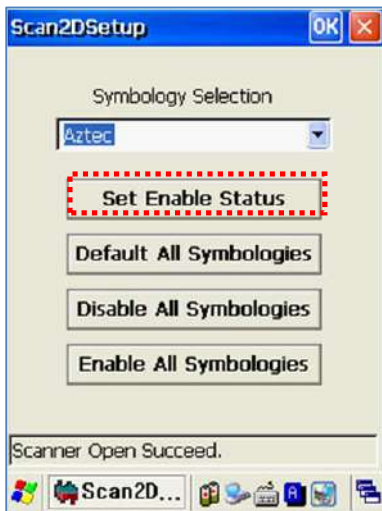 Scan2DSetup OK
Symbology Selection
Aztec
Set Enable Status
Default All Symbologies
Disable All Symbologies
Enable All Symbologies
Scanner Open Succeed.
Scan2D... A